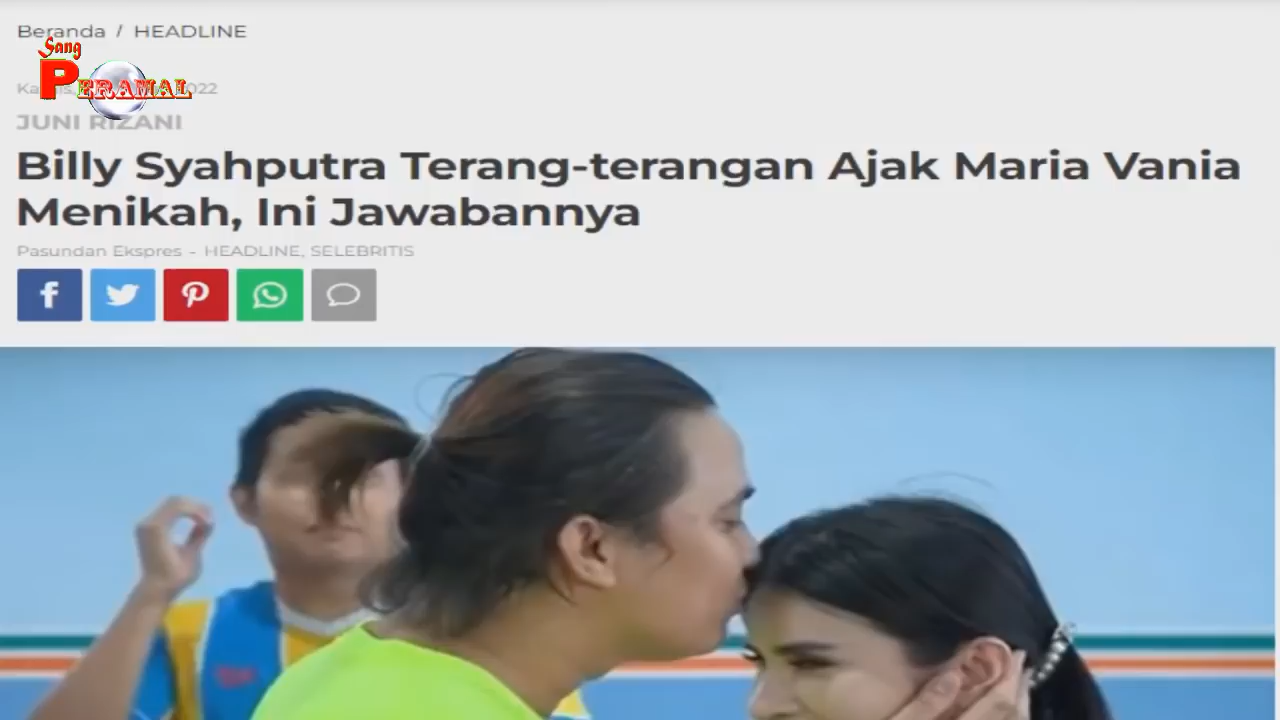 Beranda / HEADLINE
Sang
PERAMAL
2022
JUNI RIZANI
Billy Syahputra Terang-terangan Ajak Maria Vania
Menikah, Ini Jawabannya
Pasundan Ekspres - HEADLINE, SELEBRITIS